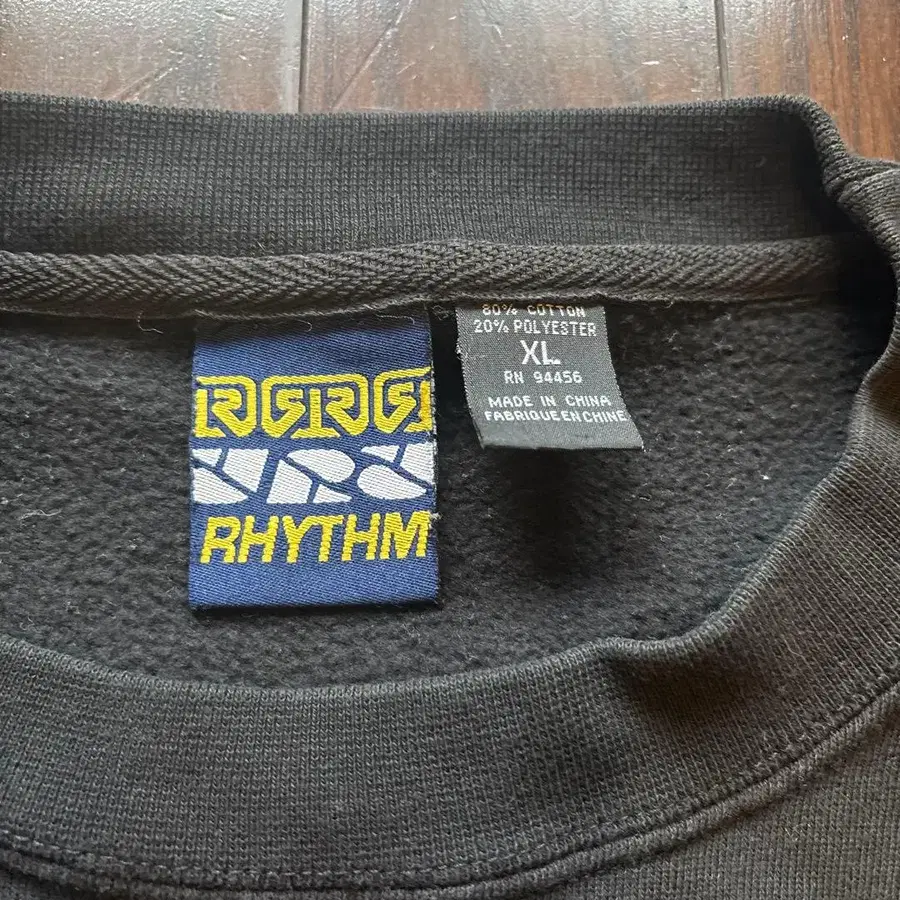 RHYTHM
80% COTTON
20% POLYESTER
XL
RN 94456
MADE IN CHINA
FABRIQUE EN CHINE